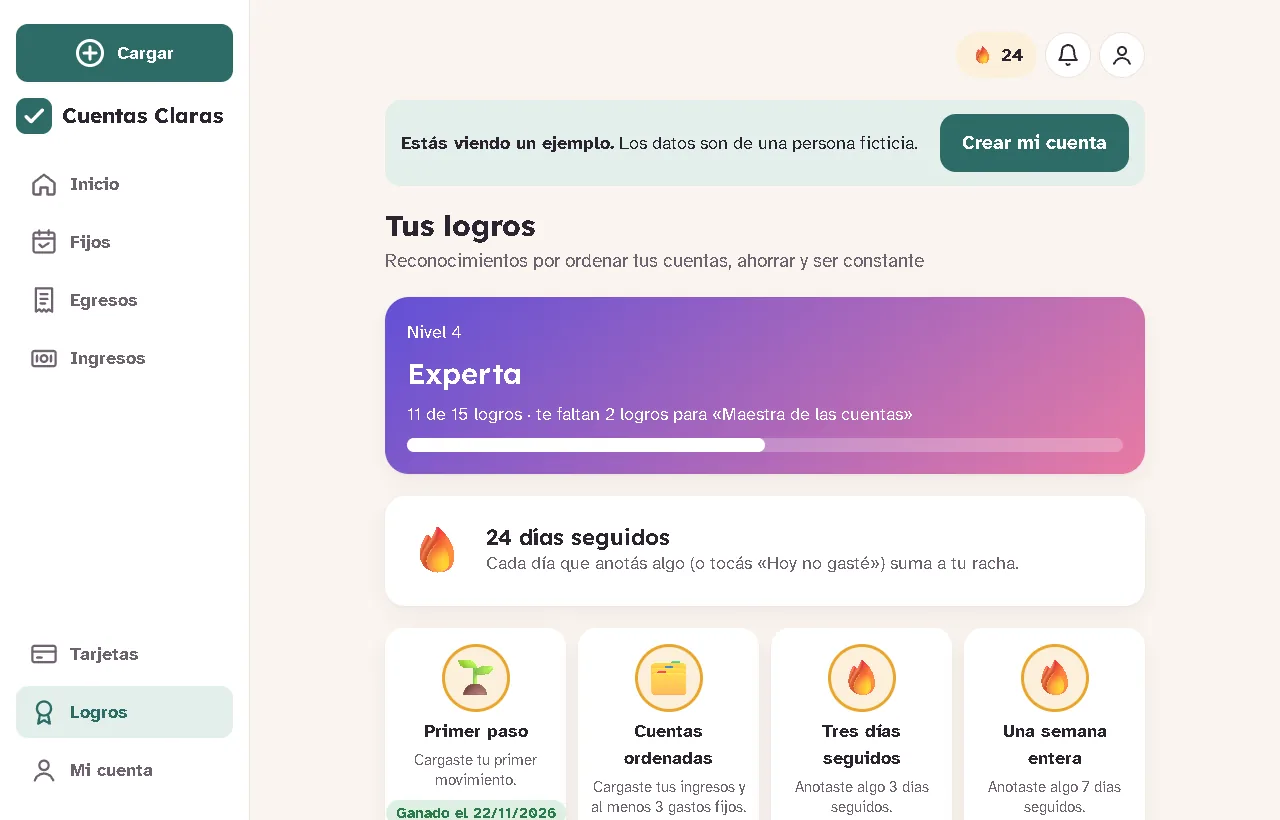 Cargar
Cuentas Claras
Inicio
Fijos
Egresos
Ingresos
Tarjetas
Logros
Mi cuenta
24
Estás viendo un ejemplo. Los datos son de una persona ficticia.
Crear mi cuenta
Tus logros
Reconocimientos por ordenar tus cuentas, ahorrar y ser constante
Nivel 4
Experta
11 de 15 logros · te faltan 2 logros para «Maestra de las cuentas»
24 días seguidos
Cada día que anotás algo (o tocás «Hoy no gasté») suma a tu racha.
Primer paso
Cargaste tu primer
movimiento.
Ganado el 22/11/2026
Cuentas
ordenadas
Cargaste tus ingresos y
al menos 3 gastos fijos.
Tres días
seguidos
Anotaste algo 3 días
seguidos.
Una semana
entera
Anotaste algo 7 días
seguidos.